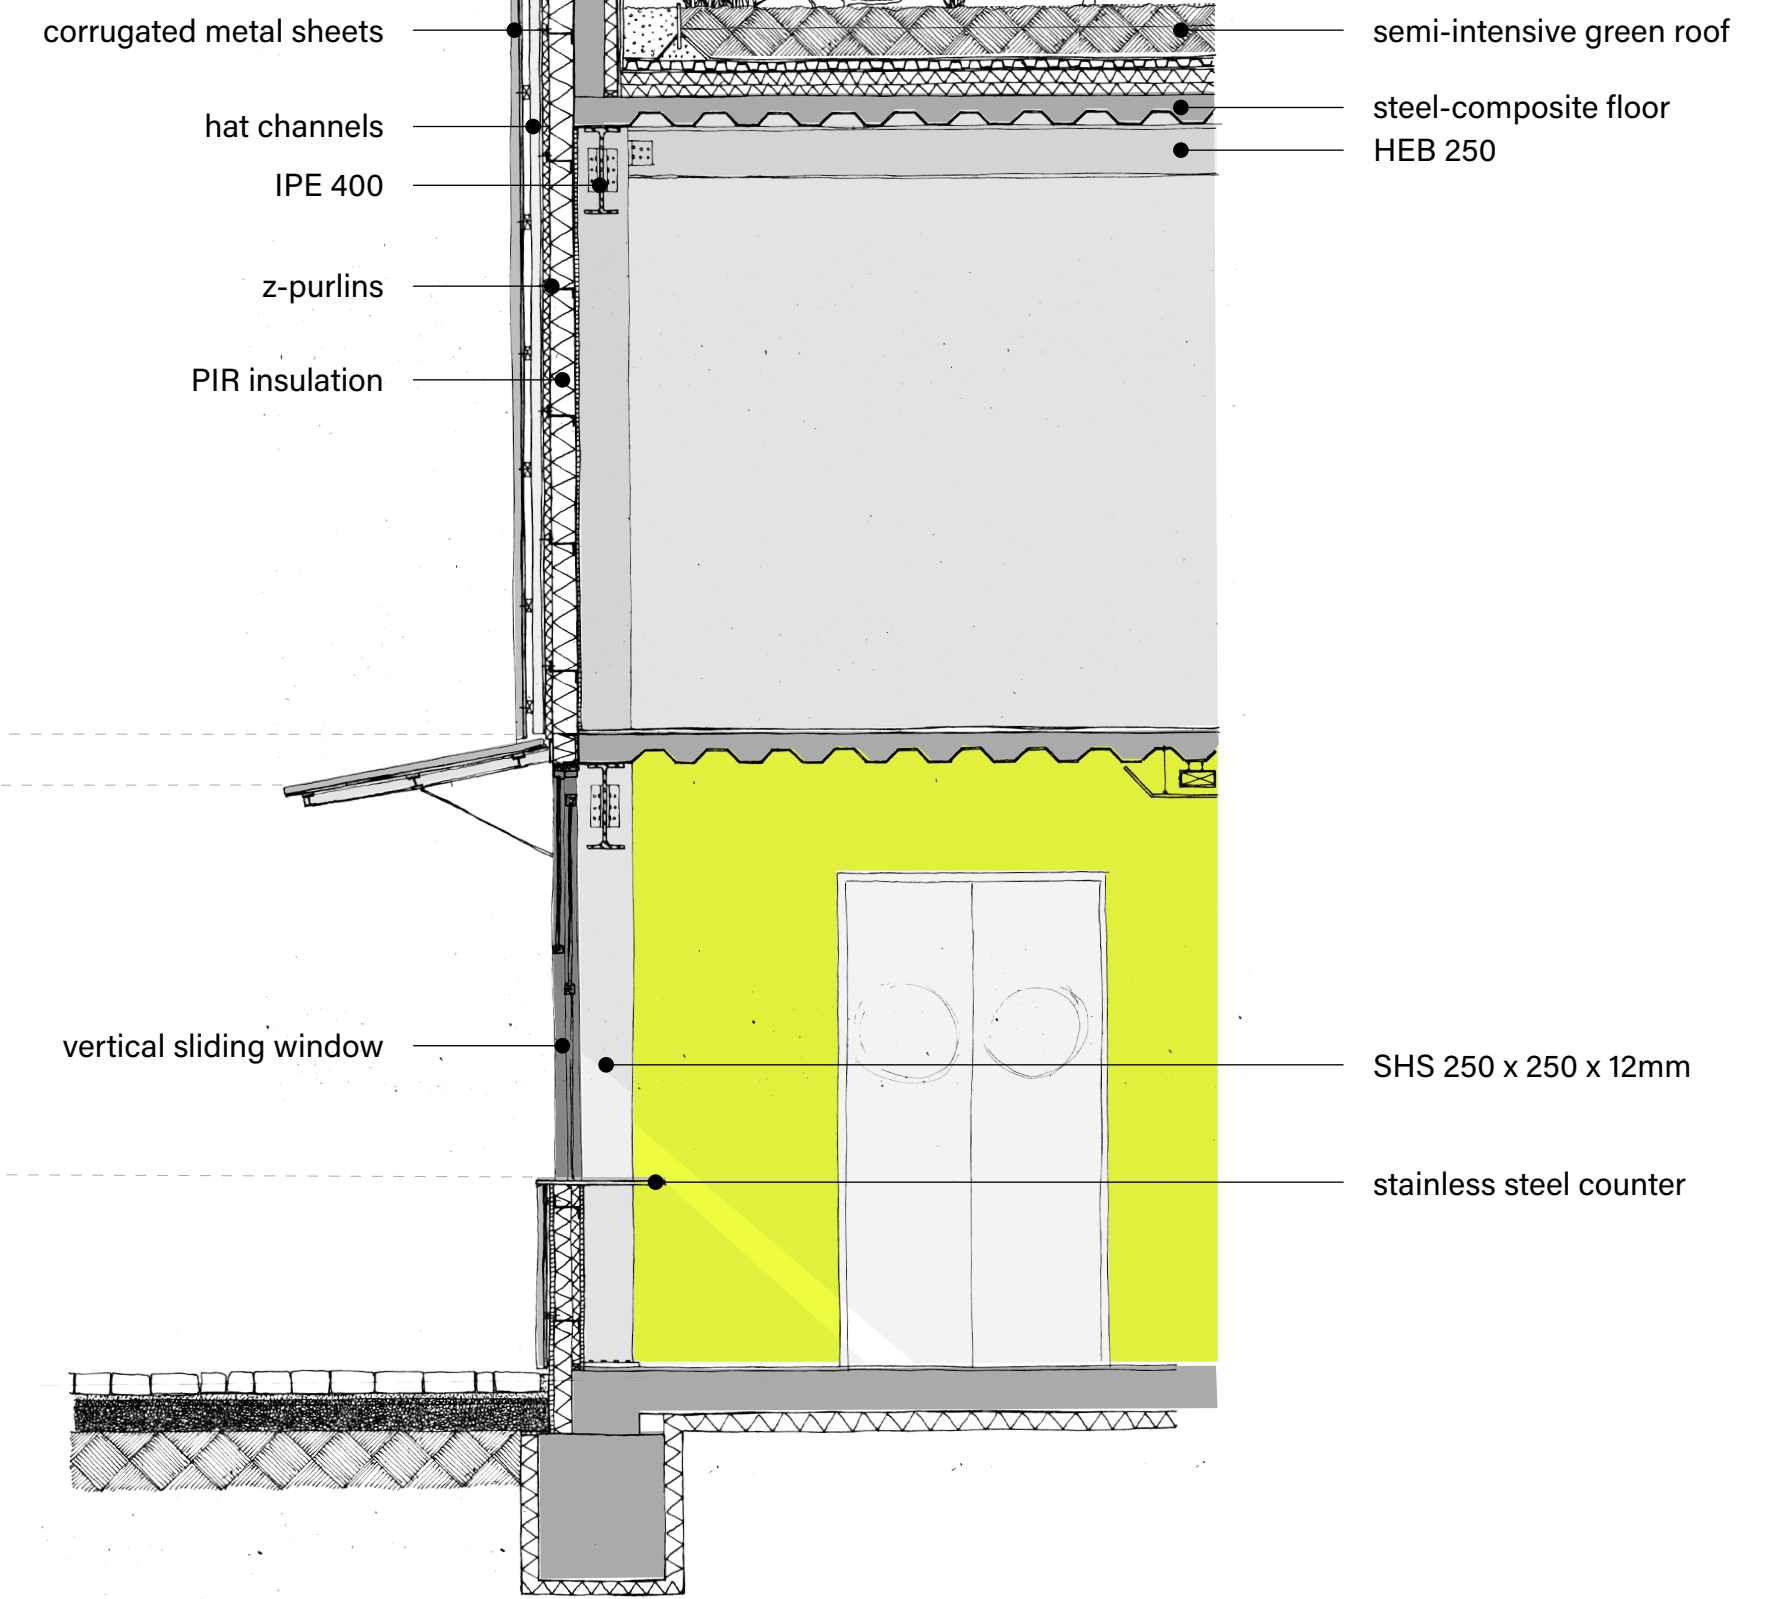 corrugated metal sheets
semi-intensive green roof
hat channels
steel-composite floor
IPE 400
HEB 250
z-purlins
PIR insulation
vertical sliding window
SHS 250 x 250 x 12mm
stainless steel counter